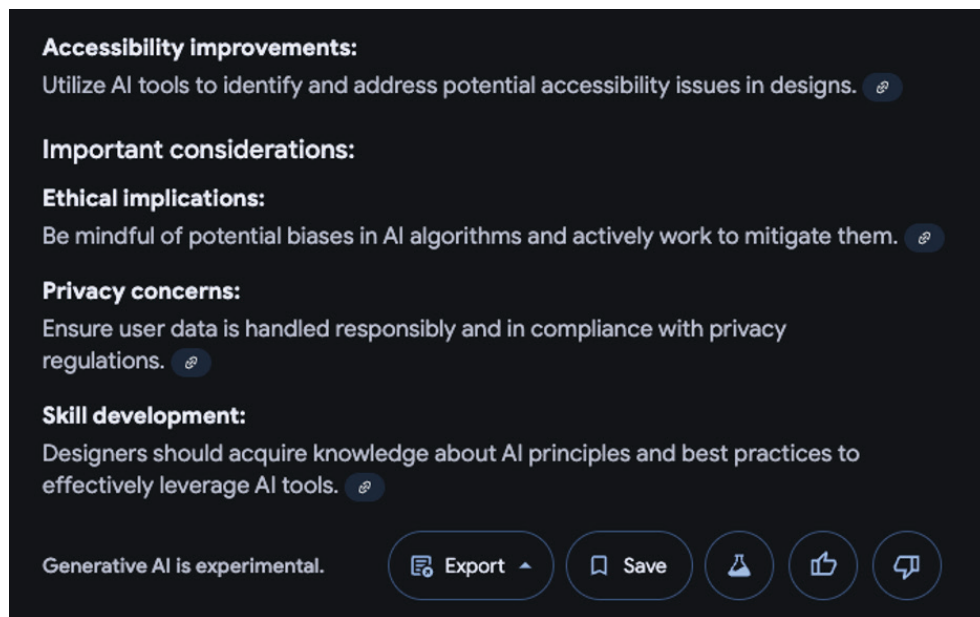 Accessibility improvements:
Utilize AI tools to identify and address potential accessibility issues in designs.
Important considerations:
Ethical implications:
Be mindful of potential biases in AI algorithms and actively work to mitigate them.
Privacy concerns:
Ensure user data is handled responsibly and in compliance with privacy
regulations.
Skill development:
Designers should acquire knowledge about AI principles and best practices to
effectively leverage AI tools.
Generative AI is experimental. Export Save